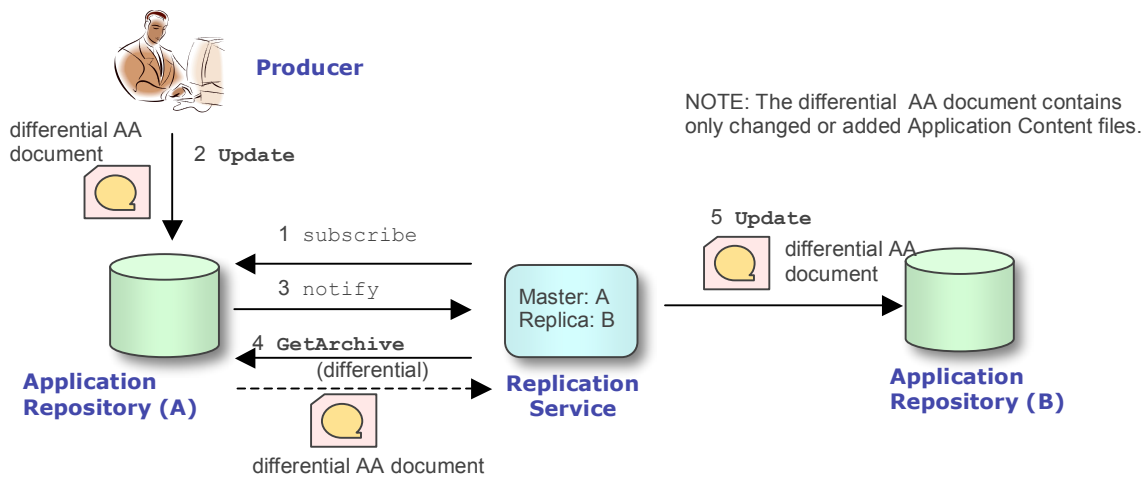 Producer
NOTE: The differential AA document contains
only changed or added Application Content files.
differential AA
document
2 Update
1 subscribe
3 notify
4 GetArchive
(differential)
differential AA document
Master: A
Replica: B
5 Update
differential AA
document
Application
Repository (A)
Replication
Service
Application
Repository (B)